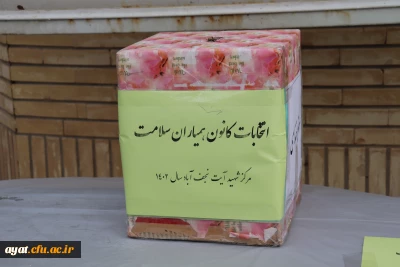 انتخابات کانون همیاران سلامت
مرکز شهید آیت نجف آباد سال ۱۴۰۲
ayat.cfu.ac.ir